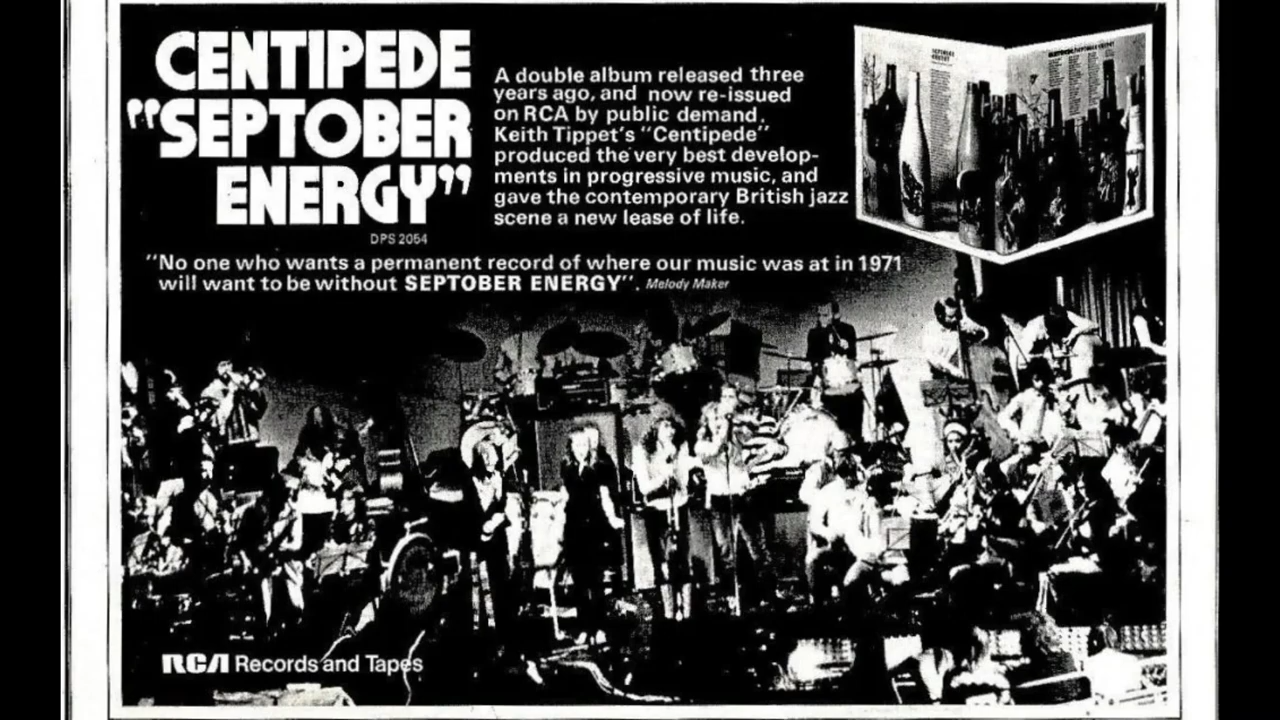 CENTIPEDE
"SEPTOBER
ENERGY"
DPS 2054
A double album released three
years ago, and now re-issued
on RCA by public demand.
Keith Tippet's "Centipede"
produced the very best develop-
ments in progressive music, and
gave the contemporary British jazz
scene a new lease of life.
"No one who wants a permanent record of where our music was at in 1971
will want to be without SEPTOBER ENERGY". Melody Maker
RCA Records and Tapes